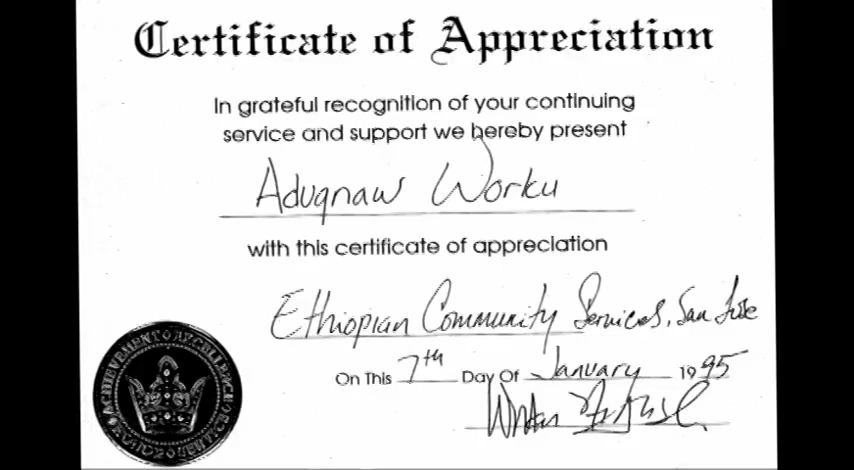 Certificate of Appreciation
In grateful recognition of your continuing
service and support we hereby present
Adugnaw Worku
with this certificate of appreciation
Ethiopian Community Services, San Jose
On This 7th Day Of January 1995